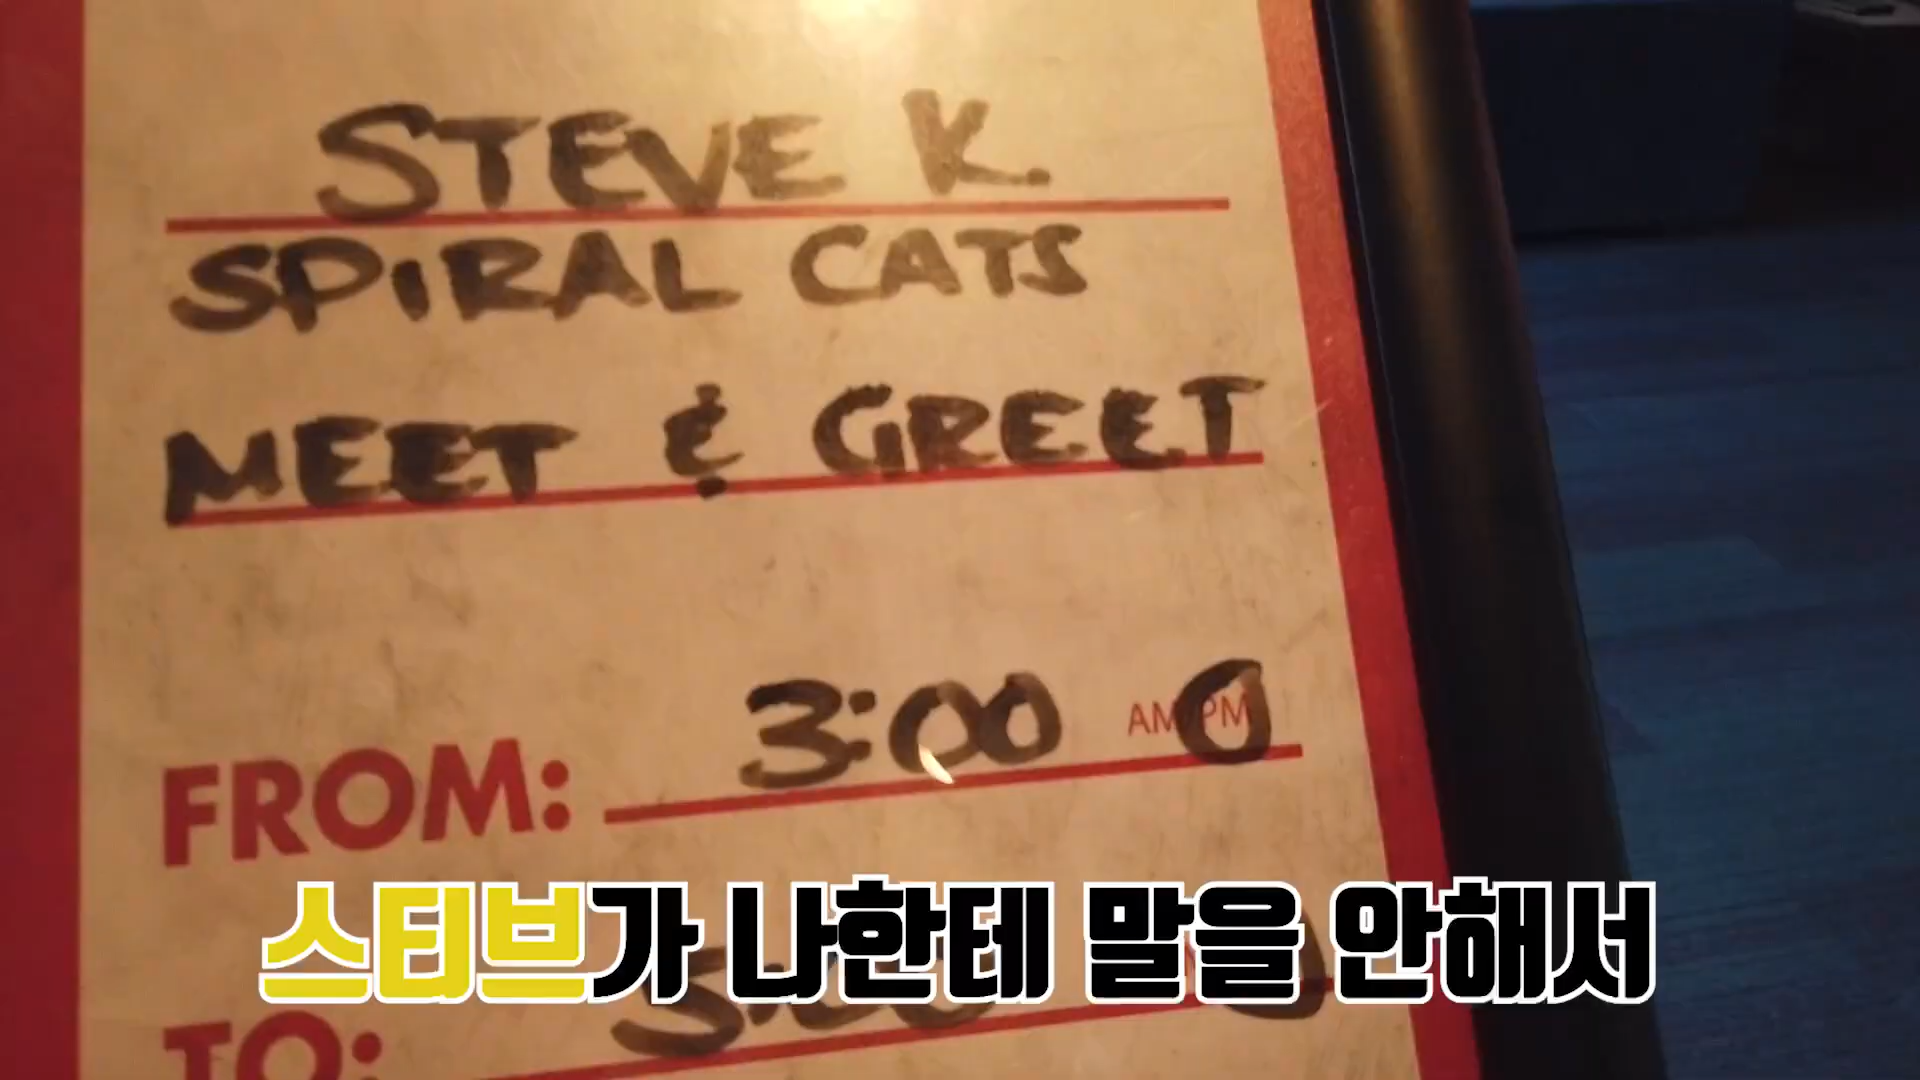 STEVE K.
SPIRAL CATS
MEET & GREET
FROM: 3:00 AM/PM
스티브가 나한테 말을 안해서
TO: